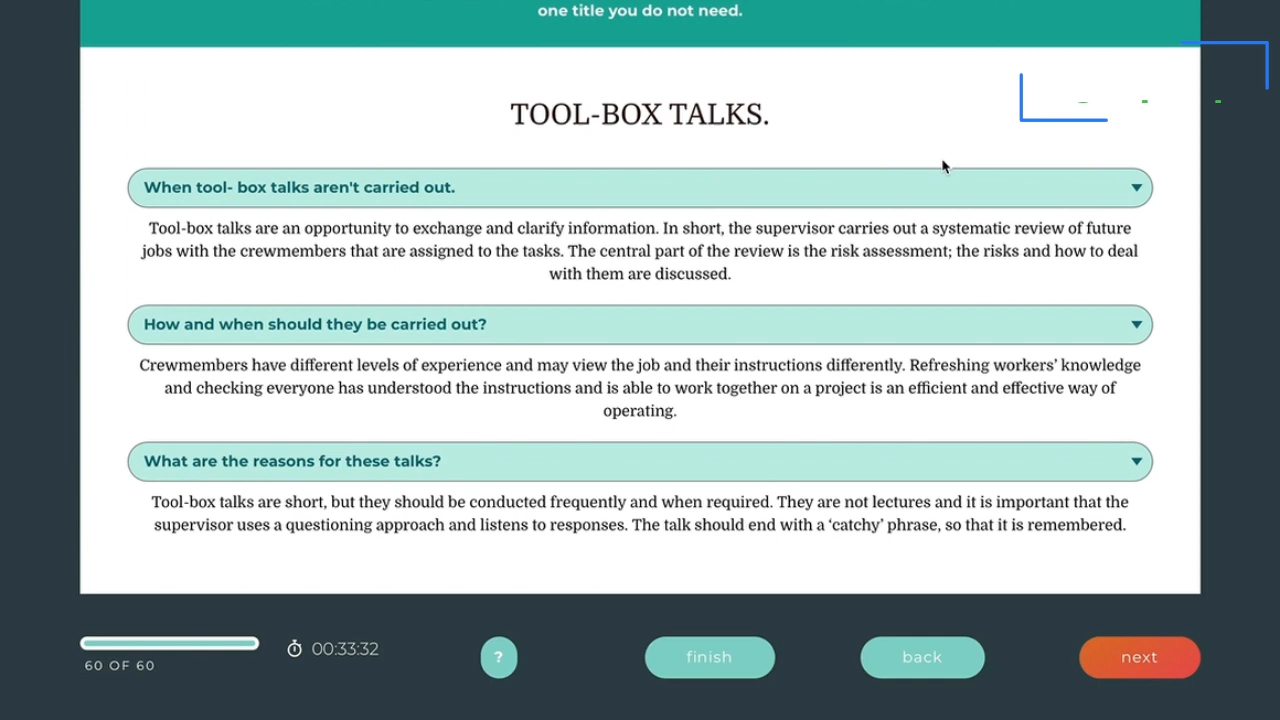 one title you do not need.
TOOL-BOX TALKS.
When tool- box talks aren't carried out.
Tool-box talks are an opportunity to exchange and clarify information. In short, the supervisor carries out a systematic review of future
jobs with the crewmembers that are assigned to the tasks. The central part of the review is the risk assessment; the risks and how to deal
with them are discussed.
How and when should they be carried out?
Crewmembers have different levels of experience and may view the job and their instructions differently. Refreshing workers’ knowledge
and checking everyone has understood the instructions and is able to work together on a project is an efficient and effective way of
operating.
What are the reasons for these talks?
Tool-box talks are short, but they should be conducted frequently and when required. They are not lectures and it is important that the
supervisor uses a questioning approach and listens to responses. The talk should end with a ‘catchy’ phrase, so that it is remembered.
60 OF 60
00:33:32
?
finish
back
next